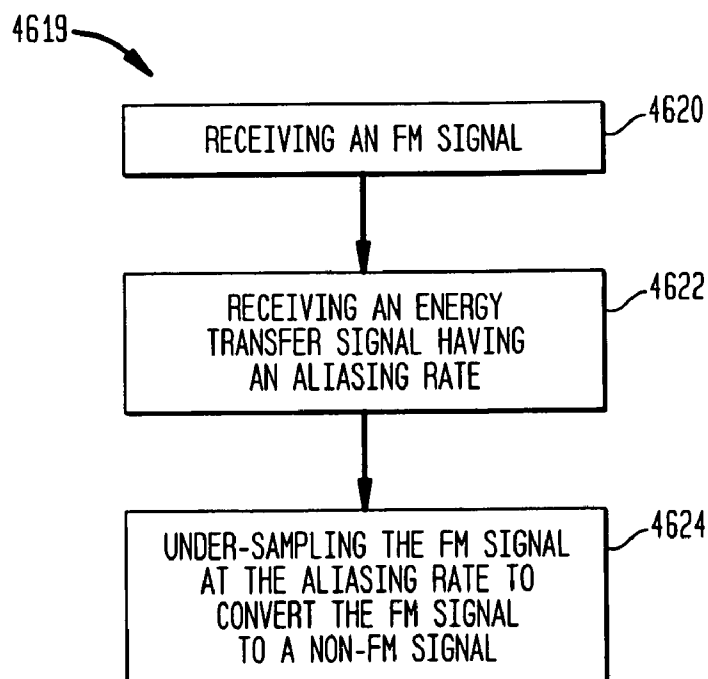 4619
RECEIVING AN FM SIGNAL
4620
RECEIVING AN ENERGY
TRANSFER SIGNAL HAVING
AN ALIASING RATE
4622
UNDER-SAMPLING THE FM SIGNAL
AT THE ALIASING RATE TO
CONVERT THE FM SIGNAL
TO A NON-FM SIGNAL
4624